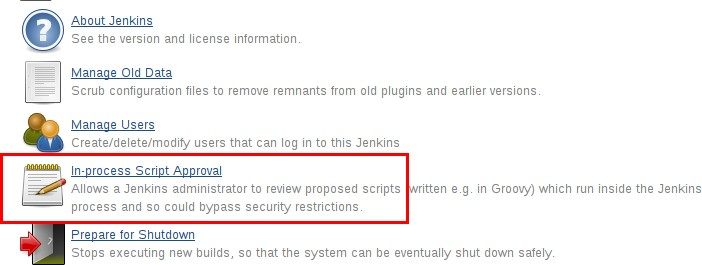 About Jenkins
See the version and license information.
Manage Old Data
Scrub configuration files to remove remnants from old plugins and earlier versions.
Manage Users
Create/delete/modify users that can log in to this Jenkins
In-process Script Approval
Allows a Jenkins administrator to review proposed scripts (written e.g. in Groovy) which run inside the Jenkins
process and so could bypass security restrictions.
Prepare for Shutdown
Stops executing new builds, so that the system can be eventually shut down safely.